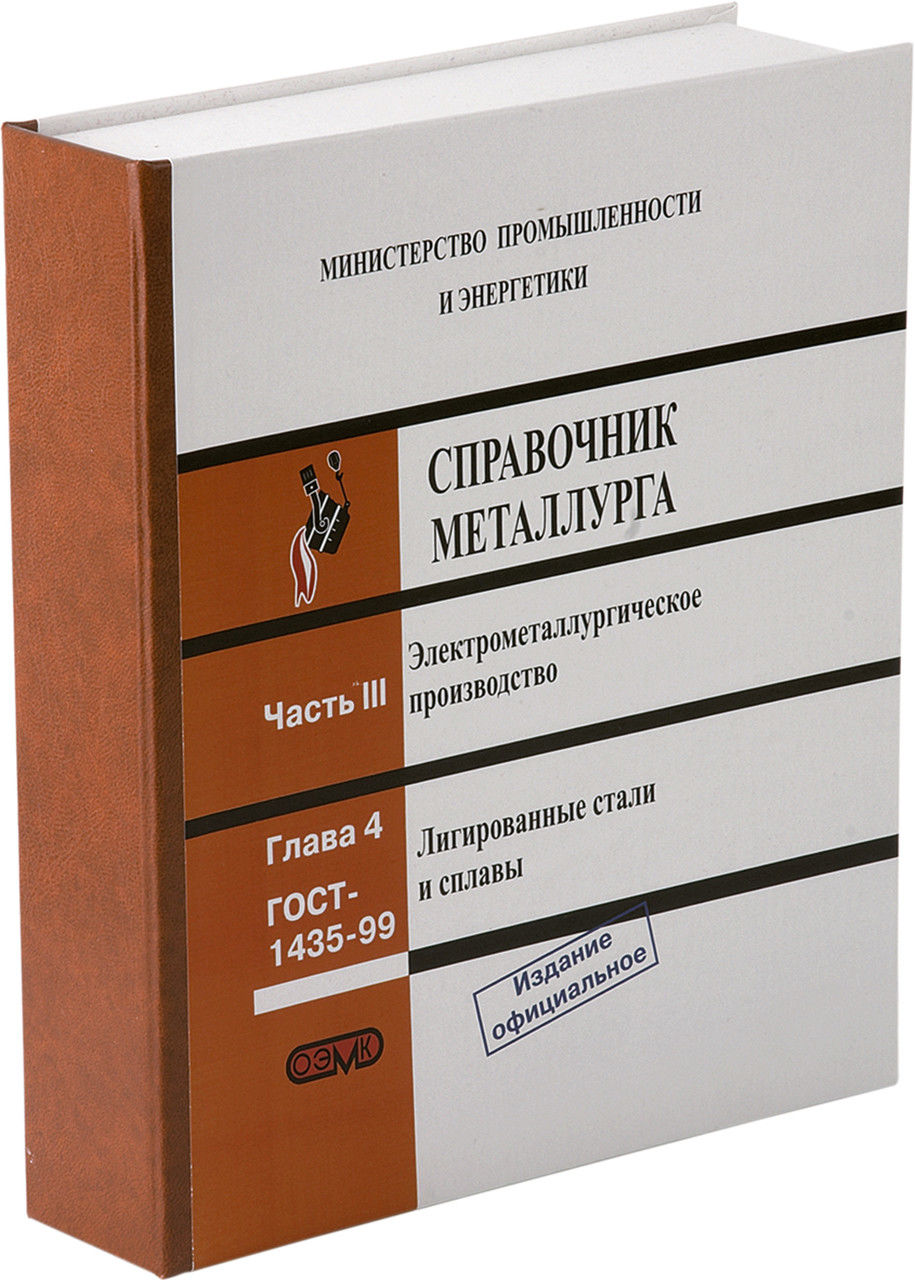 МИНИСТЕРСТВО ПРОМЫШЛЕННОСТИ
И ЭНЕРГЕТИКИ
СПРАВОЧНИК
МЕТАЛЛУРГА
Часть III
Электрометаллургическое
производство
Глава 4
ГОСТ-
1435-99
Лигированные стали
и сплавы
Издание
официальное
ОЭМК